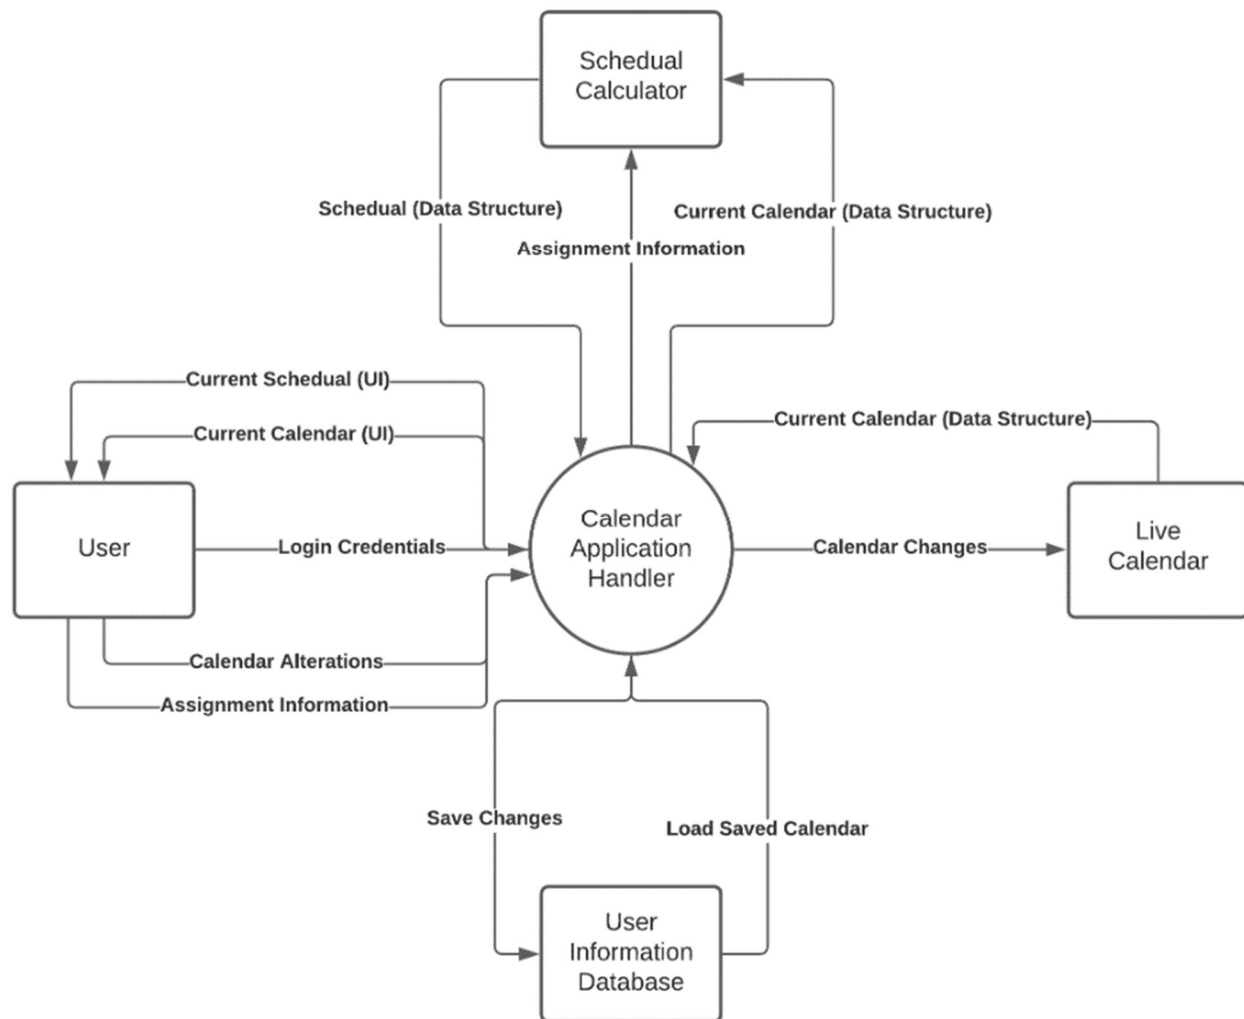 Schedual
Calculator
Schedual (Data Structure)
Current Calendar (Data Structure)
Assignment Information
Current Schedual (UI)
Current Calendar (UI)
Current Calendar (Data Structure)
User
Login Credentials
Calendar
Application
Handler
Calendar Changes
Live
Calendar
Calendar Alterations
Assignment Information
Save Changes
Load Saved Calendar
User
Information
Database